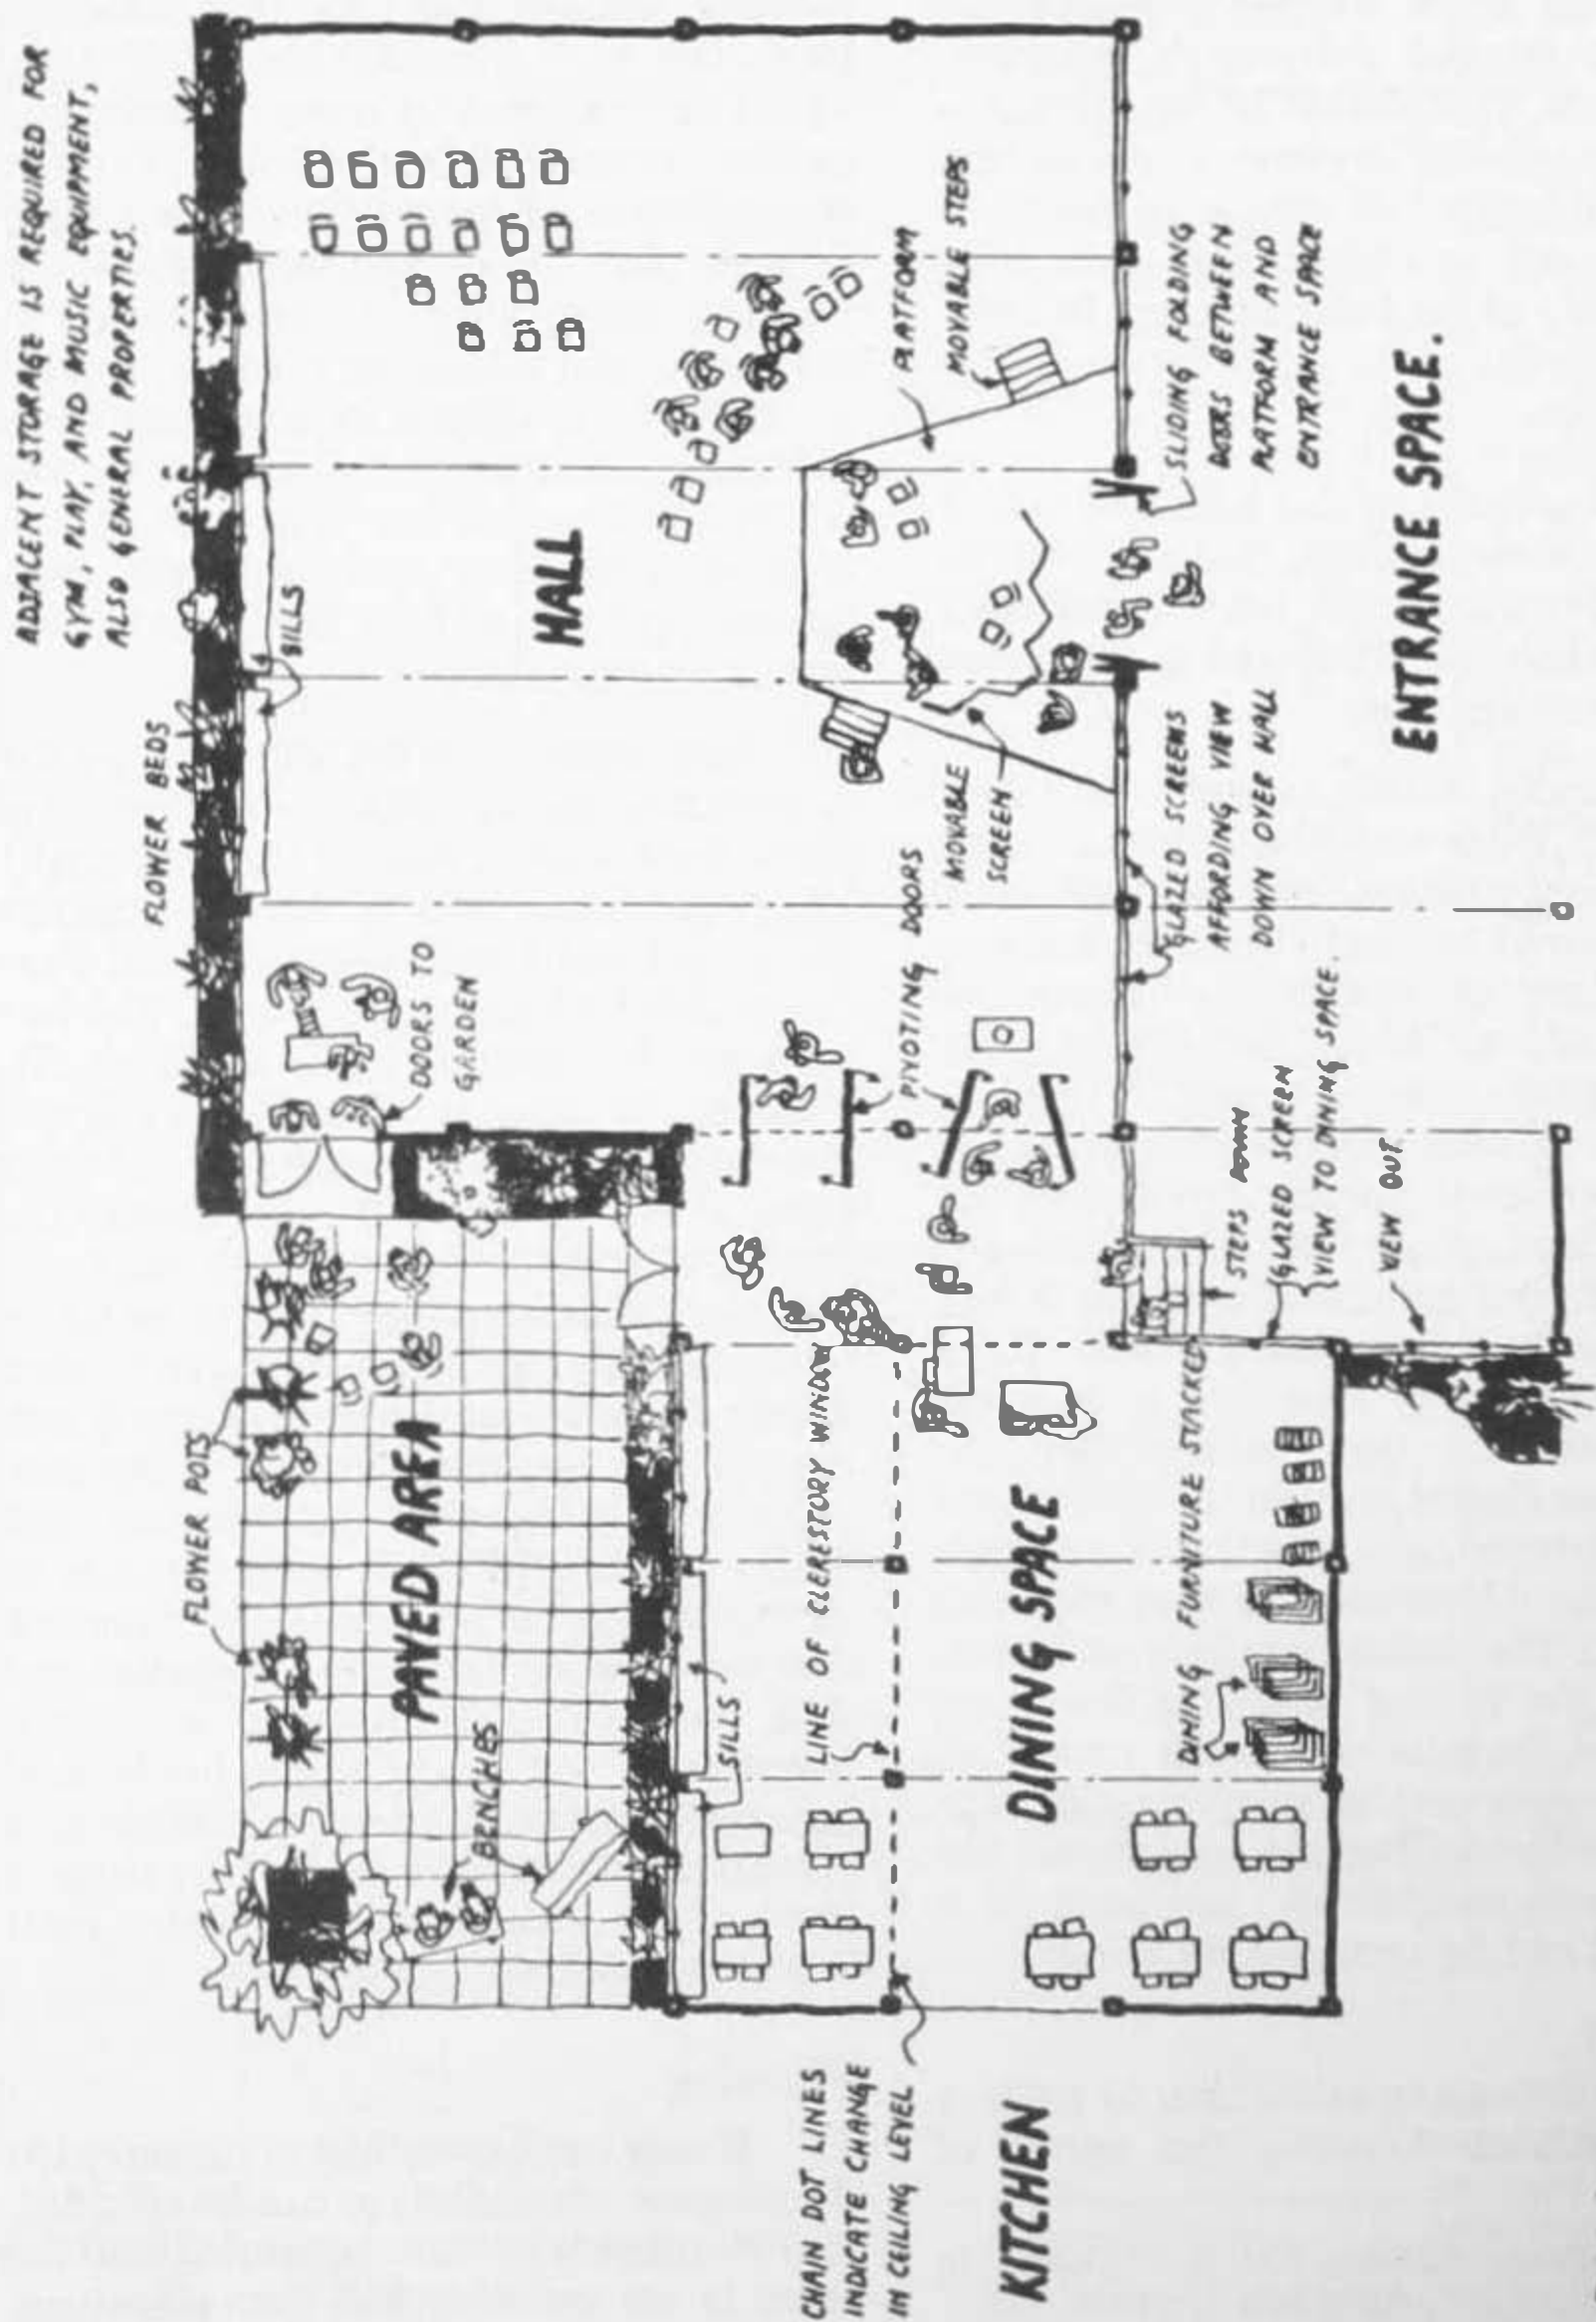 ADJACENT STORAGE IS REQUIRED FOR
GYM, PLAY, AND MUSIC EQUIPMENT,
ALSO GENERAL PROPERTIES.
FLOWER BEDS
SILLS
HALL
PLATFORM
MOVABLE STEPS
MOVABLE
SCREEN
DOORS TO
GARDEN
PIVOTING DOORS
SLIDING FOLDING
DOORS BETWEEN
PLATFORM AND
ENTRANCE SPACE
GLAZED SCREENS
AFFORDING VIEW
DOWN OVER HALL
ENTRANCE SPACE.
STEPS DOWN
GLAZED SCREEN
VIEW TO DINING SPACE.
VIEW OUT
FLOWER POTS
PAVED AREA
BENCHES
SILLS
LINE OF CLERESTORY WINDOW
DINING SPACE
DINING FURNITURE STACKED
CHAIN DOT LINES
INDICATE CHANGE
IN CEILING LEVEL
KITCHEN